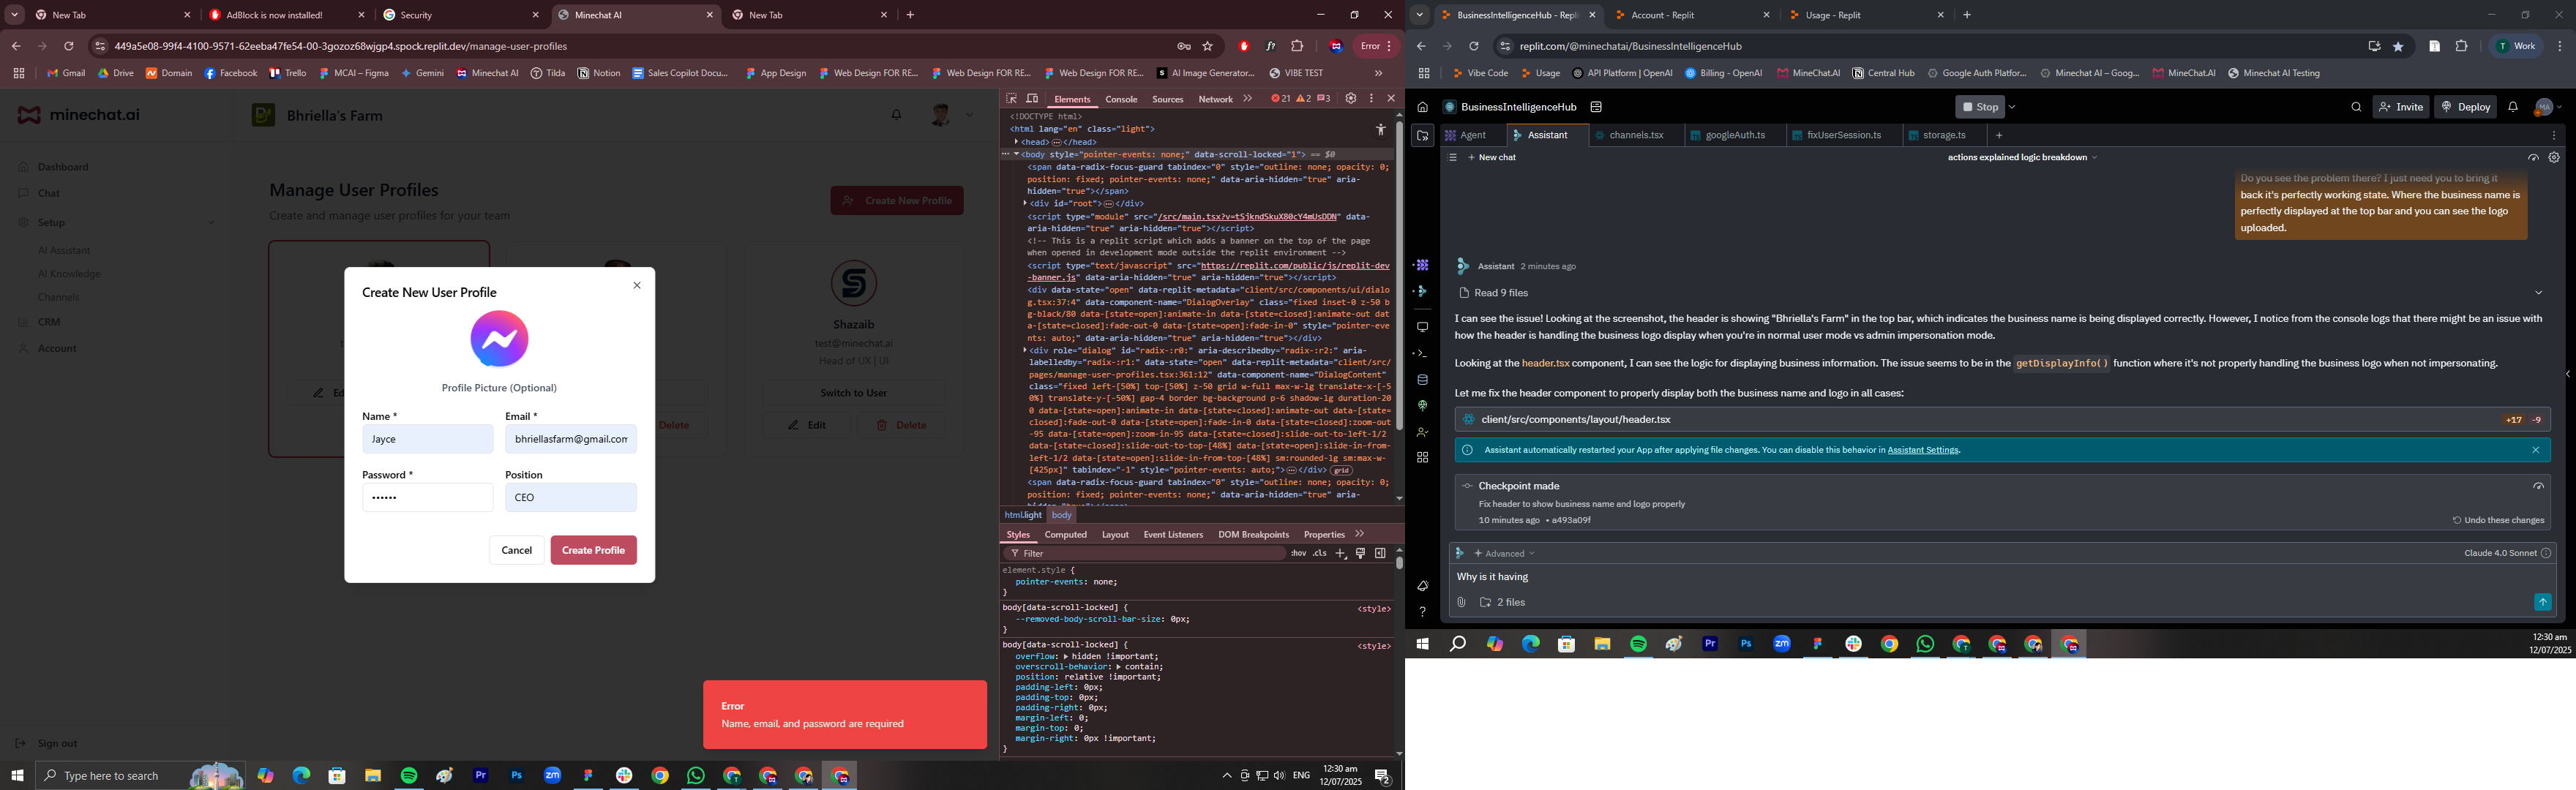 New Tab
AdBlock is now installed!
Security
Minechat AI
New Tab
449a5e08-99f4-4100-9571-62eeba47fe54-00-3gozoz68wjgp4.spock.replit.dev/manage-user-profiles
Error
Gmail
Drive
Domain
Facebook
Trello
MCAI – Figma
Gemini
Minechat AI
Tilda
Notion
Sales Copilot Docu...
App Design
Web Design FOR RE...
Web Design FOR RE...
Web Design FOR RE...
AI Image Generator...
VIBE TEST
minechat.ai
Bhriella's Farm
Dashboard
Chat
Setup
AI Assistant
AI Knowledge
Channels
CRM
Account
Sign out
Manage User Profiles
Create and manage user profiles for your team
Create New Profile
Shazaib
test@minechat.ai
Head of UX | UI
Switch to User
Edit
Delete
Delete
Create New User Profile
Profile Picture (Optional)
Name *
Email *
Jayce
bhriellasfarm@gmail.com
Password *
Position
••••••
CEO
Cancel
Create Profile
Error
Name, email, and password are required
Elements
Console
Sources
Network
21
2
3
<!DOCTYPE html>
<html lang="en" class="light">
<head>
</head>
<body style="pointer-events: none;" data-scroll-locked="1"> == $0
<span data-radix-focus-guard tabindex="0" style="outline: none; opacity: 0;
position: fixed; pointer-events: none;" data-aria-hidden="true" aria-
hidden="true"></span>
<div id="root">
</div>
<script type="module" src="/src/main.tsx?v=tSjkndSkuX80cY4mUsDDN" data-
aria-hidden="true" aria-hidden="true"></script>
<!-- This is a replit script which adds a banner on the top of the page
when opened in development mode outside the replit environment -->
<script type="text/javascript" src="https://replit.com/public/js/replit-dev
-banner.js" data-aria-hidden="true" aria-hidden="true"></script>
<div data-state="open" data-replit-metadata="client/src/components/ui/dialo
g.tsx:37:4" data-component-name="DialogOverlay" class="fixed inset-0 z-50 b
g-black/80 data-[state=open]:animate-in data-[state=closed]:animate-out dat
a-[state=closed]:fade-out-0 data-[state=open]:fade-in-0" style="pointer-eve
nts: auto;" data-aria-hidden="true" aria-hidden="true"></div>
<div role="dialog" id="radix-:r0:" aria-describedby="radix-:r2:" aria-
labelledby="radix-:r1:" data-state="open" data-replit-metadata="client/src/
pages/manage-user-profiles.tsx:361:12" data-component-name="DialogContent"
class="fixed left-[50%] top-[50%] z-50 grid w-full max-w-lg translate-x-[-5
0%] translate-y-[-50%] gap-4 border bg-background p-6 shadow-lg duration-20
0 data-[state=open]:animate-in data-[state=closed]:animate-out data-[state=
closed]:fade-out-0 data-[state=open]:fade-in-0 data-[state=closed]:zoom-out
-95 data-[state=open]:zoom-in-95 data-[state=closed]:slide-out-to-left-1/2
data-[state=closed]:slide-out-to-top-[48%] data-[state=open]:slide-in-from-
left-1/2 data-[state=open]:slide-in-from-top-[48%] sm:rounded-lg sm:max-w-
[425px]" tabindex="-1" style="pointer-events: auto;">
</div>
grid
<span data-radix-focus-guard tabindex="0" style="outline: none; opacity: 0;
position: fixed; pointer-events: none;" data-aria-hidden="true" aria-
html.light
body
Styles
Computed
Layout
Event Listeners
DOM Breakpoints
Properties
Filter
:hov
.cls
element.style {
pointer-events: none;
}
body[data-scroll-locked] {
<style>
--removed-body-scroll-bar-size: 0px;
}
body[data-scroll-locked] {
<style>
overflow: hidden !important;
overscroll-behavior: contain;
position: relative !important;
padding-left: 0px;
padding-top: 0px;
padding-right: 0px;
margin-left: 0;
margin-top: 0;
margin-right: 0px !important;
}
Type here to search
ENG
12:30 am
12/07/2025
2
BusinessIntelligenceHub - Repli
Account - Replit
Usage - Replit
replit.com/@minechatai/BusinessIntelligenceHub
Work
Vibe Code
Usage
API Platform | OpenAI
Billing - OpenAI
MineChat.AI
Central Hub
Google Auth Platfor...
Minechat AI – Goog...
MineChat.AI
Minechat AI Testing
BusinessIntelligenceHub
Stop
Invite
Deploy
MA
Agent
Assistant
channels.tsx
googleAuth.ts
fixUserSession.ts
storage.ts
New chat
actions explained logic breakdown
Do you see the problem there? I just need you to bring it
back it's perfectly working state. Where the business name is
perfectly displayed at the top bar and you can see the logo
uploaded.
Assistant 2 minutes ago
Read 9 files
I can see the issue! Looking at the screenshot, the header is showing "Bhriella's Farm" in the top bar, which indicates the business name is being displayed correctly. However, I notice from the console logs that there might be an issue with
how the header is handling the business logo display when you're in normal user mode vs admin impersonation mode.
Looking at the header.tsx component, I can see the logic for displaying business information. The issue seems to be in the getDisplayInfo() function where it's not properly handling the business logo when not impersonating.
Let me fix the header component to properly display both the business name and logo in all cases:
client/src/components/layout/header.tsx
+17 -9
Assistant automatically restarted your App after applying file changes. You can disable this behavior in Assistant Settings.
Checkpoint made
Fix header to show business name and logo properly
10 minutes ago • a493a09f
Undo these changes
Advanced
Claude 4.0 Sonnet
Why is it having
2 files
12:30 am
12/07/2025